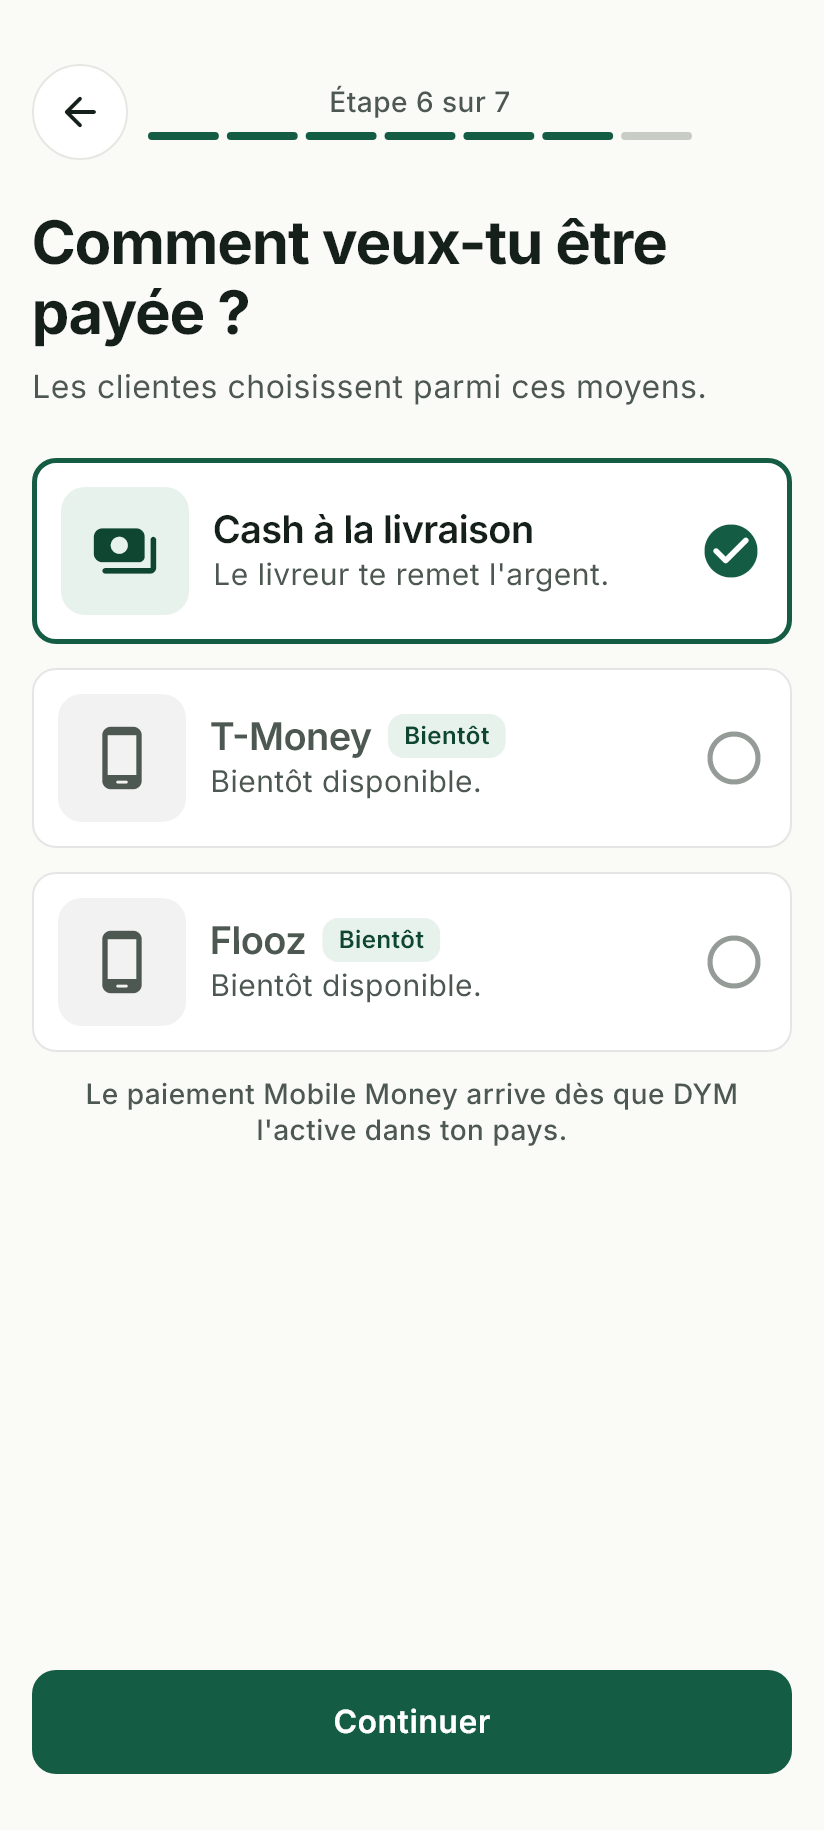 Étape 6 sur 7
Comment veux-tu être
payée ?
Les clientes choisissent parmi ces moyens.
Cash à la livraison
Le livreur te remet l'argent.
T-Money Bientôt
Bientôt disponible.
Flooz Bientôt
Bientôt disponible.
Le paiement Mobile Money arrive dès que DYM
l'active dans ton pays.
Continuer